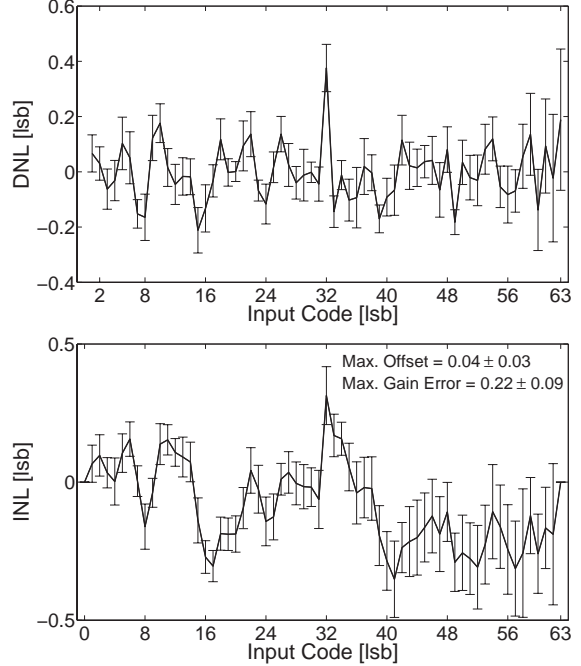 0.6
0.4
0.2
0
−0.2
−0.4
DNL [lsb]
2 8 16 24 32 40 48 56 63
Input Code [lsb]
0.5
0
−0.5
INL [lsb]
Max. Offset = 0.04 ± 0.03
Max. Gain Error = 0.22 ± 0.09
0 8 16 24 32 40 48 56 63
Input Code [lsb]